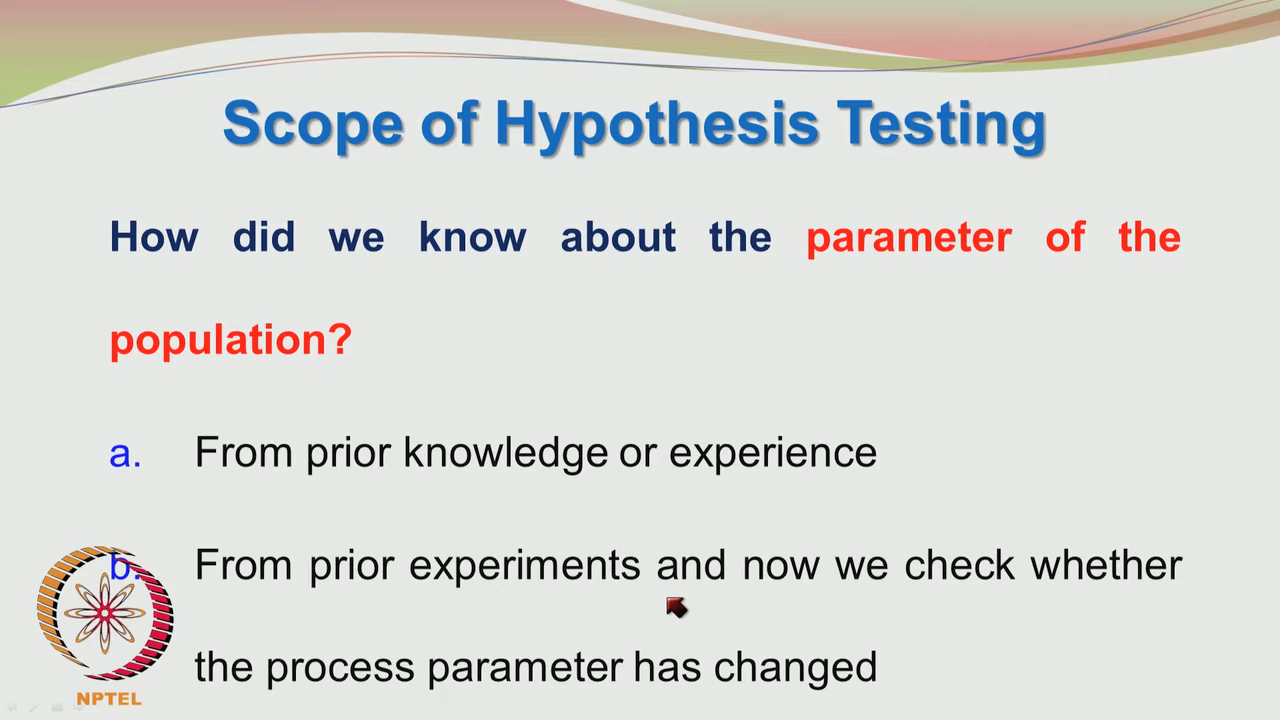 Scope of Hypothesis Testing
How did we know about the parameter of the
population?
a. From prior knowledge or experience
b. From prior experiments and now we check whether
the process parameter has changed
NPTEL